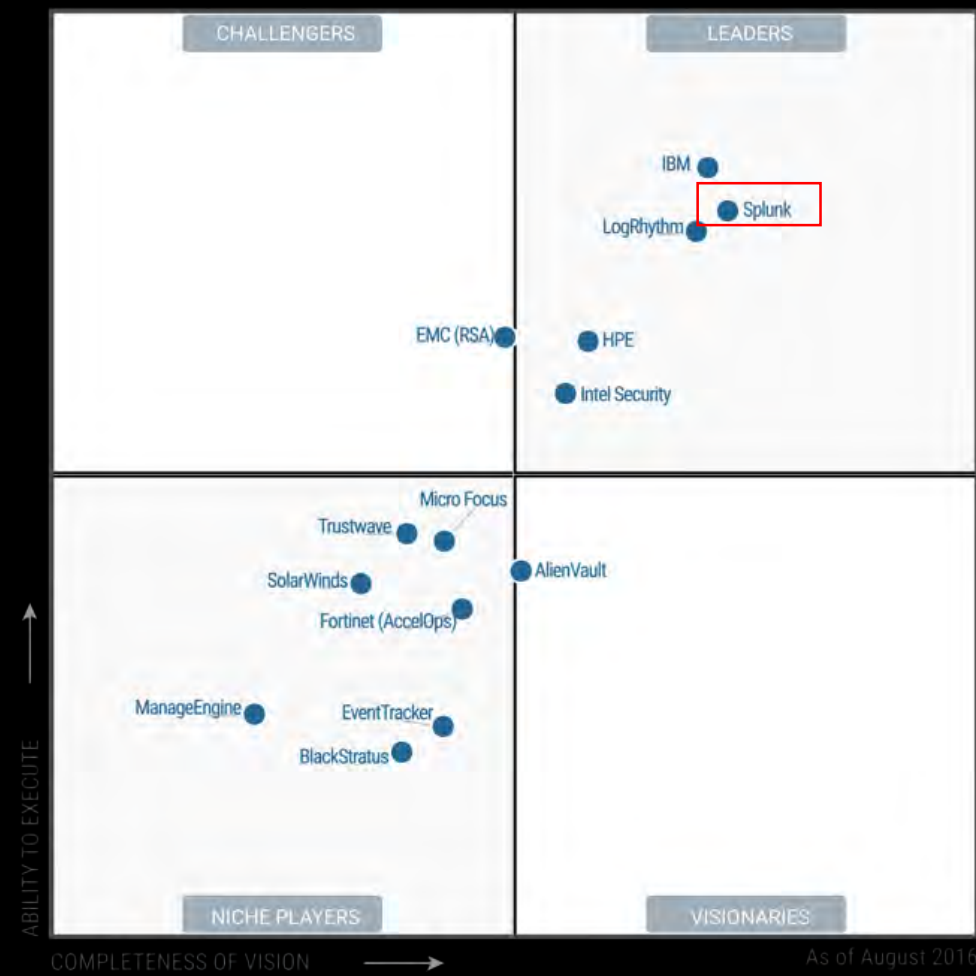 CHALLENGERS
LEADERS
IBM
Splunk
LogRhythm
EMC (RSA)
HPE
Intel Security
Micro Focus
Trustwave
AlienVault
SolarWinds
Fortinet (AccelOps)
ManageEngine
EventTracker
BlackStratus
ABILITY TO EXECUTE
NICHE PLAYERS
VISIONARIES
COMPLETENESS OF VISION
As of August 2016